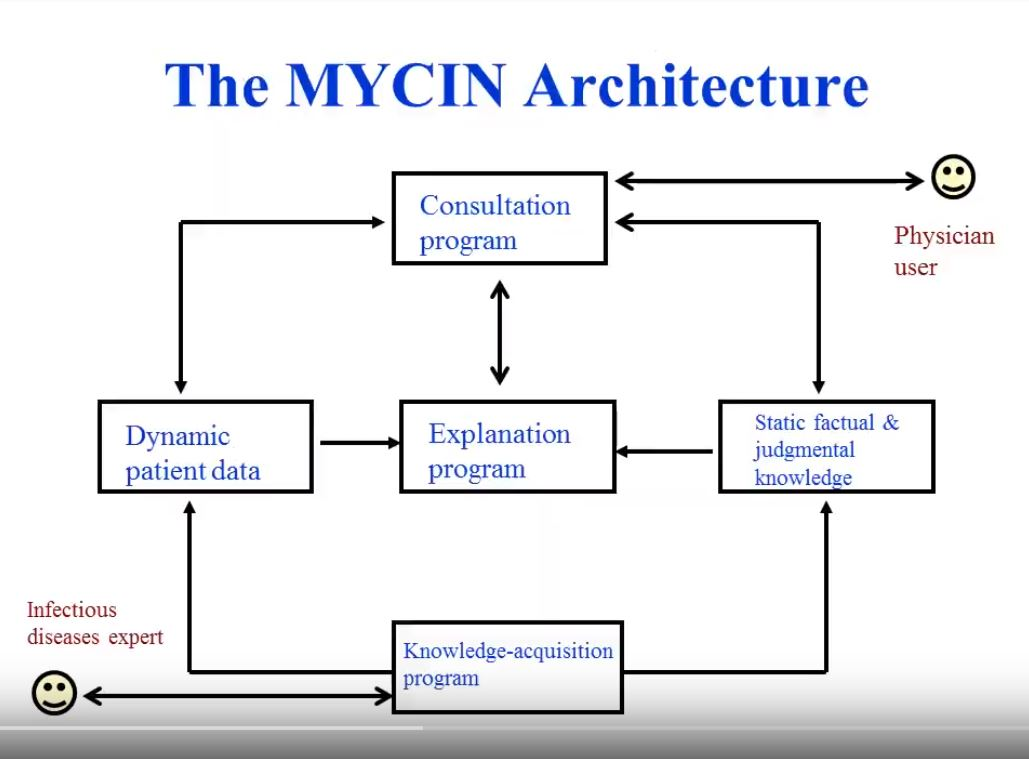 The MYCIN Architecture
Consultation
program
Physician
user
Dynamic
patient data
Explanation
program
Static factual &
judgmental
knowledge
Infectious
diseases expert
Knowledge-acquisition
program